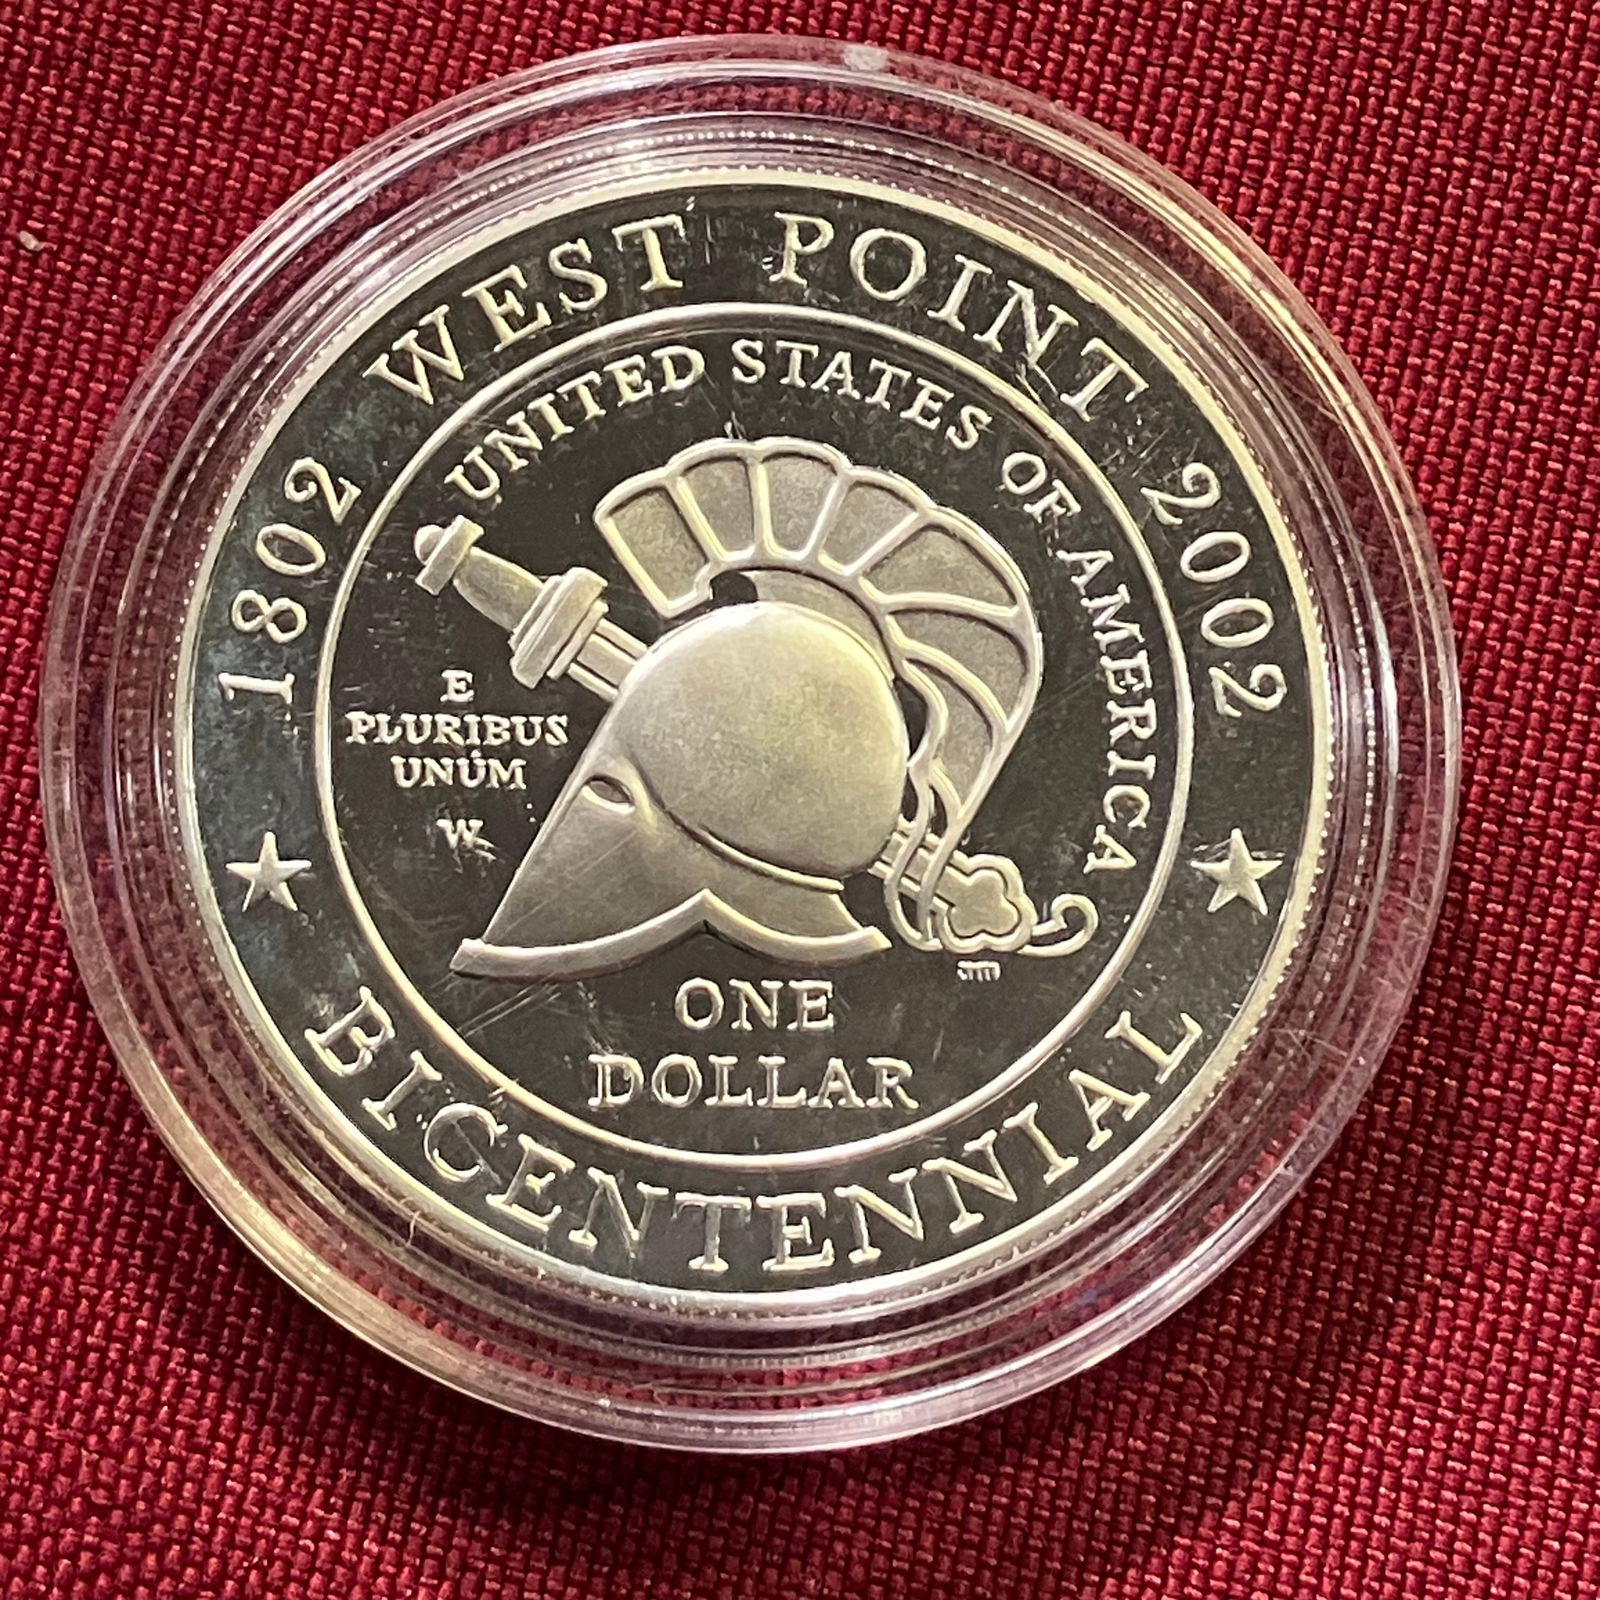 1802 WEST POINT 2002
UNITED STATES OF AMERICA
E
PLURIBUS
UNUM
W
ONE
DOLLAR
BICENTENNIAL